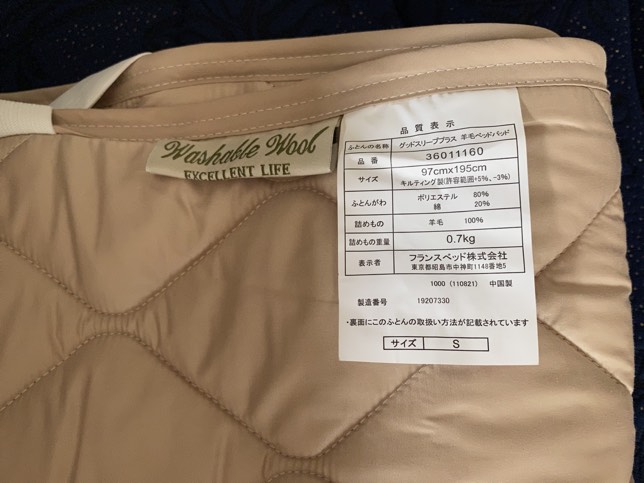 Washable Wool
EXCELLENT LIFE
品質表示
ふとんの名称 グッドスリーププラス 羊毛ベッドパッド
品番 36011160
サイズ 97cmx195cm
キルティング製(許容範囲+5%、-3%)
ふとんがわ ポリエステル 80%
綿 20%
詰めもの 羊毛 100%
詰めもの重量 0.7kg
表示者 フランスベッド株式会社
東京都昭島市中神町1148番地5
1000 (110821) 中国製
製造番号 19207330
・裏面にこのふとんの取扱い方法が記載されています
サイズ S